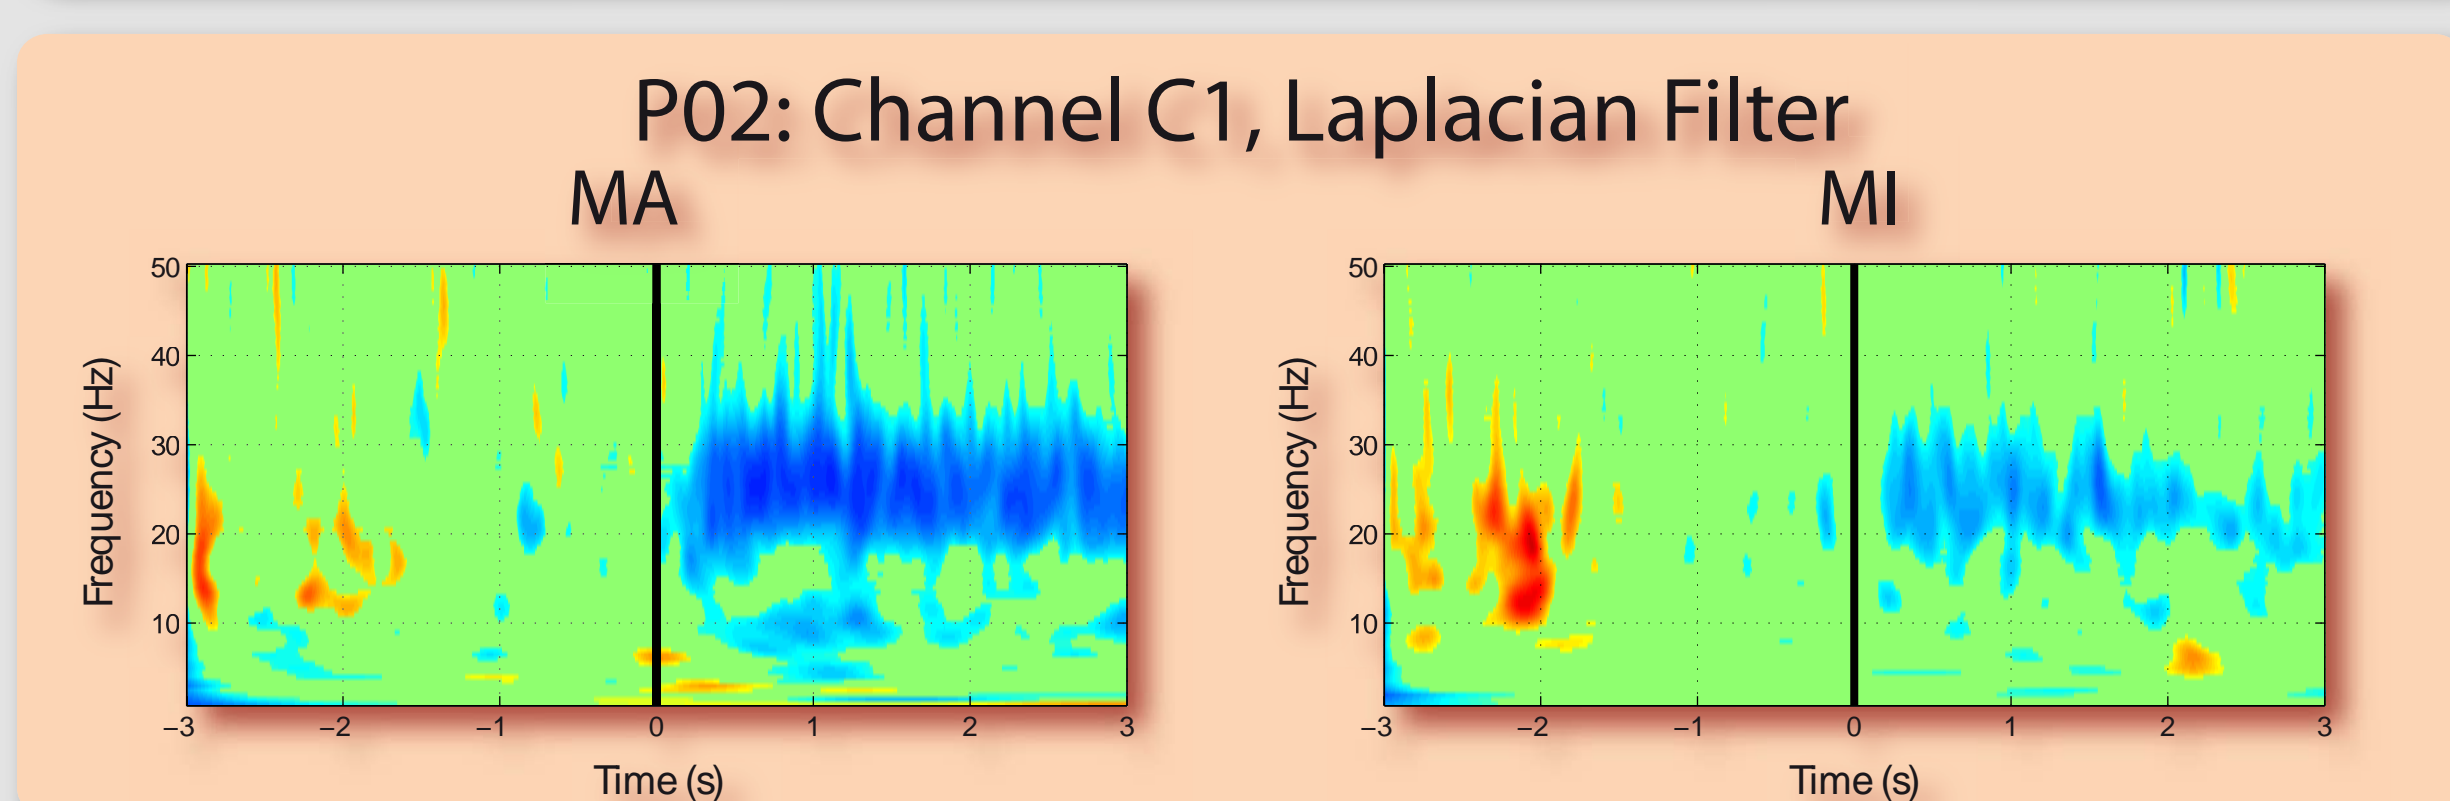 P02: Channel C1, Laplacian Filter
MA
MI
Frequency (Hz)
50
40
30
20
10
−3 −2 −1 0 1 2 3
Time (s)
Frequency (Hz)
50
40
30
20
10
−3 −2 −1 0 1 2 3
Time (s)